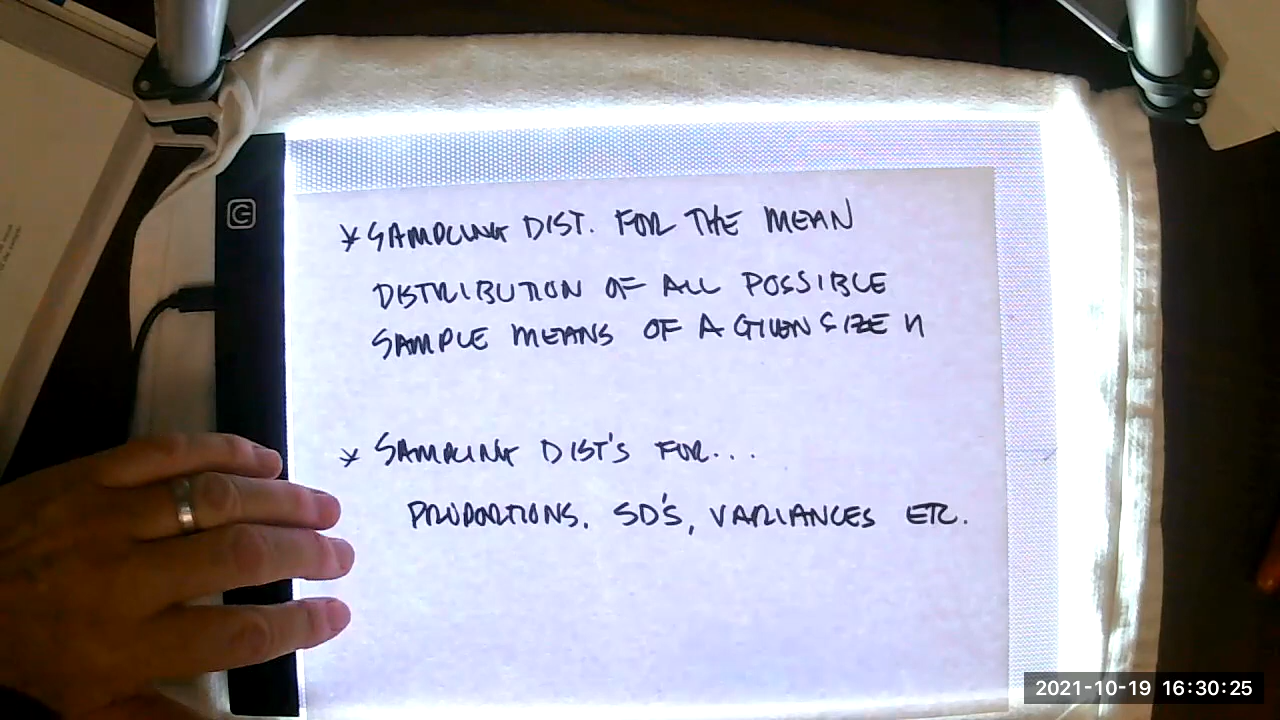 * SAMPLING DIST. FOR THE MEAN
DISTRIBUTION OF ALL POSSIBLE
SAMPLE MEANS OF A GIVEN SIZE n
* SAMPLING DIST'S FOR...
PROPORTIONS, SD'S, VARIANCES ETC.
2021-10-19 16:30:25